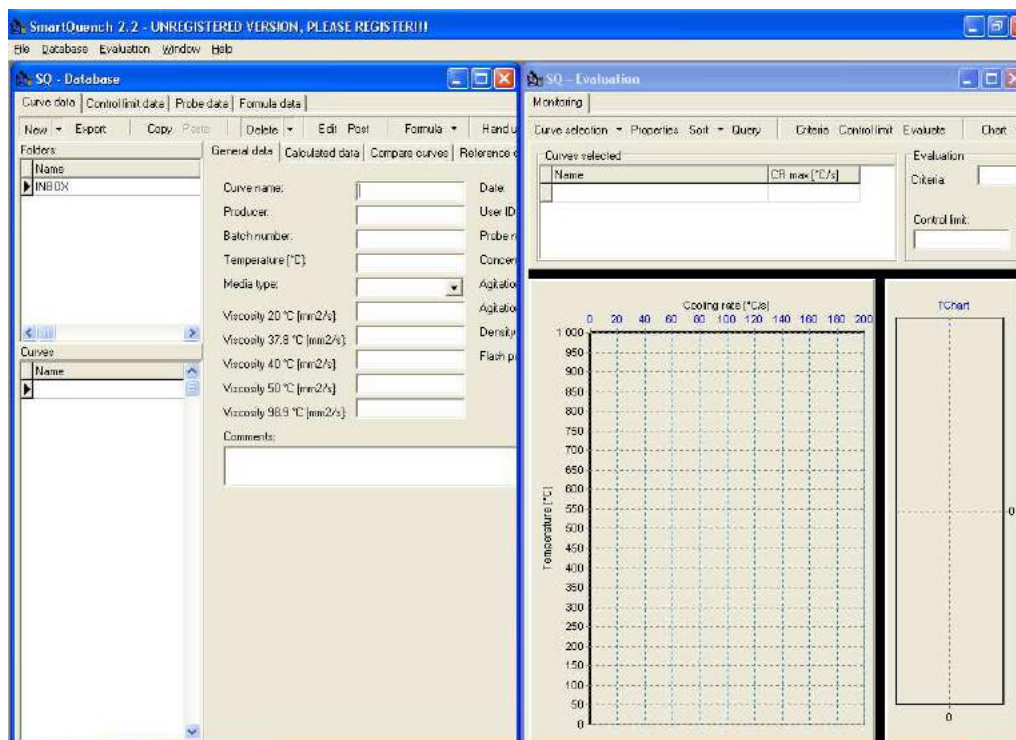 SmartQuench 2.2 - UNREGISTERED VERSION, PLEASE REGISTER!!!
File Database Evaluation Window Help
SQ - Database
Curve data Control limit data Probe data Formula data
New Export Copy Paste Delete Edit Post Formula Hand u
Folders:
Name
INBOX
Curves
Name
General data Calculated data Compare curves Reference c
Curve name:
Producer:
Batch number:
Temperature [°C]:
Media type:
Viscosity 20 °C [mm2/s]:
Viscosity 37.8 °C [mm2/s]:
Viscosity 40 °C [mm2/s]:
Viscosity 50 °C [mm2/s]:
Viscosity 98.9 °C [mm2/s]:
Comments:
Date:
User ID:
Probe n
Concen
Agitatio
Agitatio
Density
Flash p
SQ - Evaluation
Monitoring
Curve selection Properties Sort Query Criteria Control limit Evaluate Chart
Curves selected
Name CR max [°C/s]
Evaluation
Criteria:
Control limit:
Cooling rate [°C/s]
0 20 40 60 80 100 120 140 160 180 200
1 000
950
900
850
800
750
700
650
600
550
500
450
400
350
300
250
200
150
100
50
0
Temperature [°C]
TChart
0
0